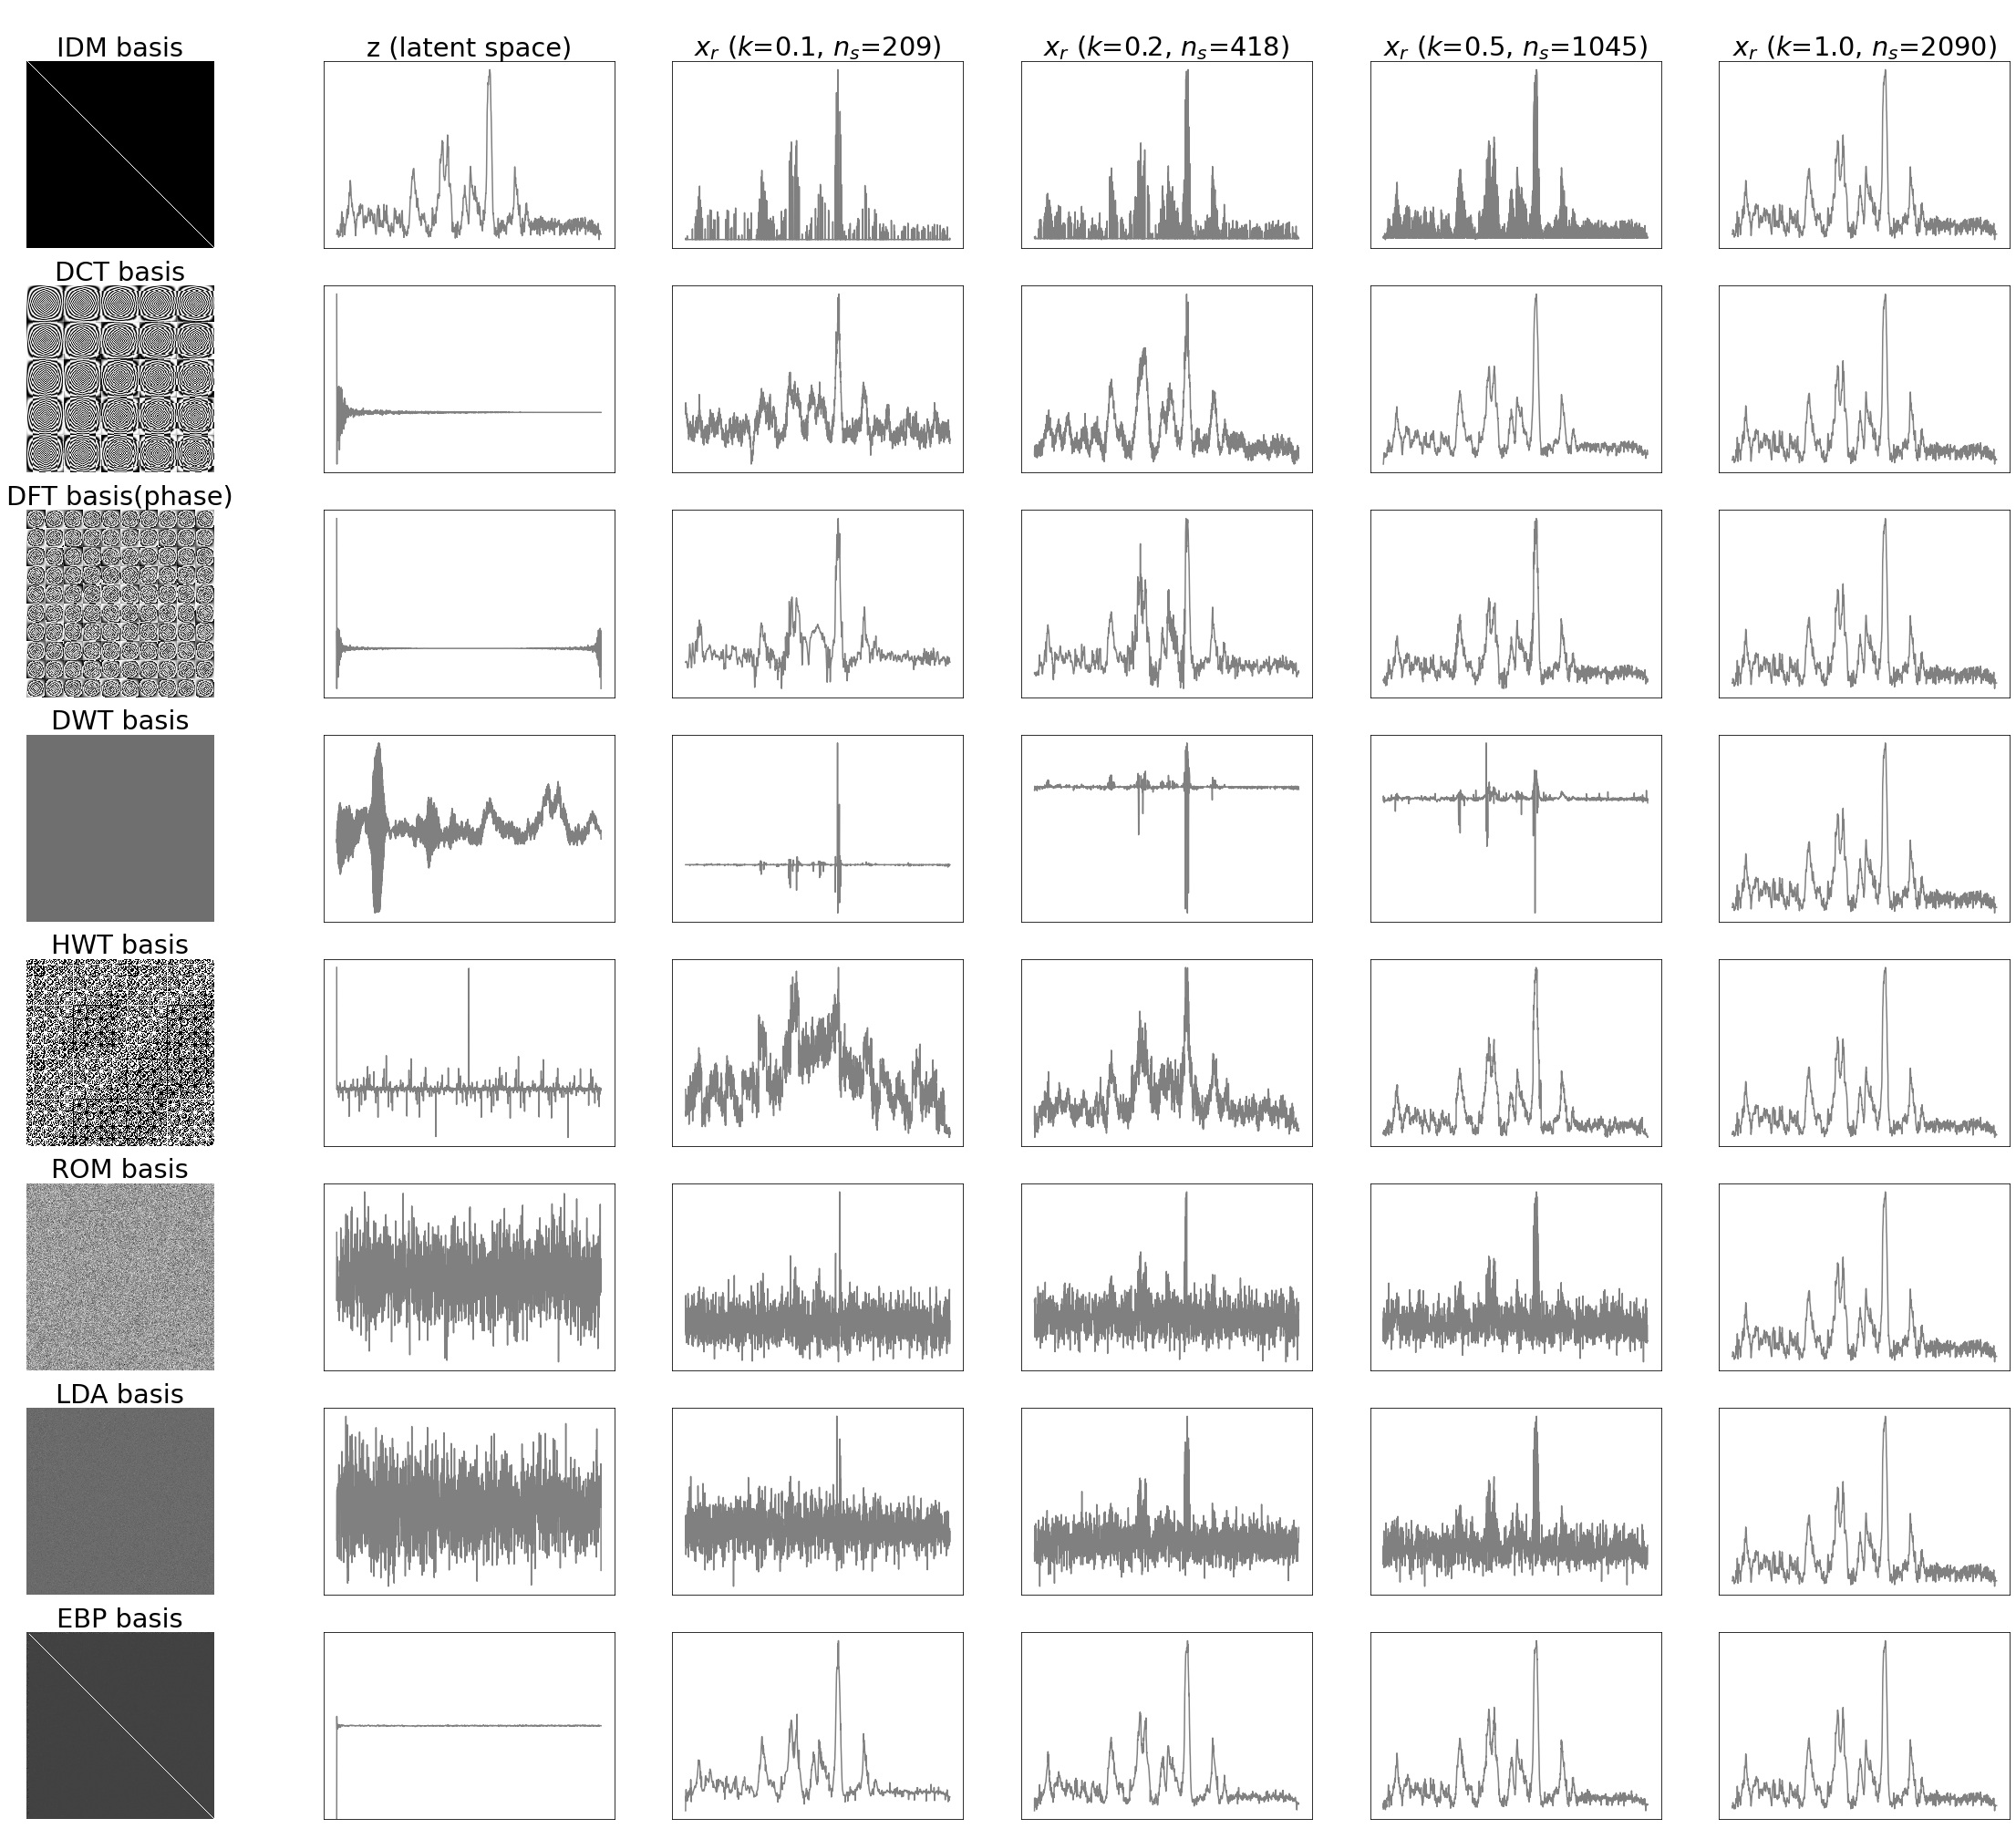 IDM basis
z (latent space)
x_r (k=0.1, n_s=209)
x_r (k=0.2, n_s=418)
x_r (k=0.5, n_s=1045)
x_r (k=1.0, n_s=2090)
DCT basis
DFT basis(phase)
DWT basis
HWT basis
ROM basis
LDA basis
EBP basis